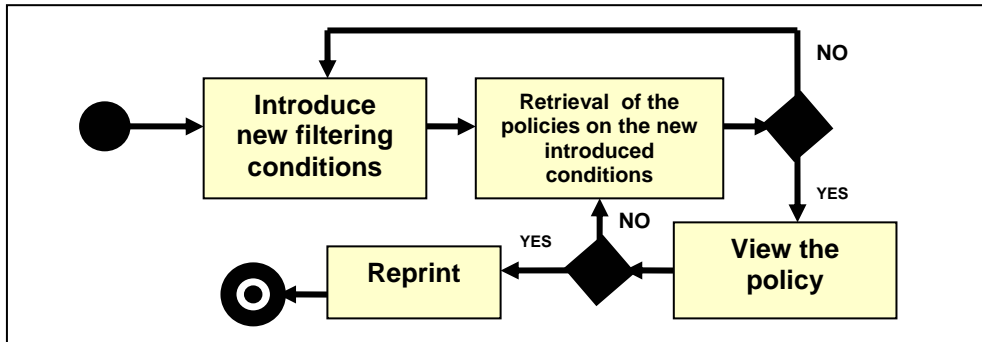 NO
Introduce
new filtering
conditions
Retrieval of the
policies on the new
introduced
conditions
YES
NO
YES
View the
policy
Reprint